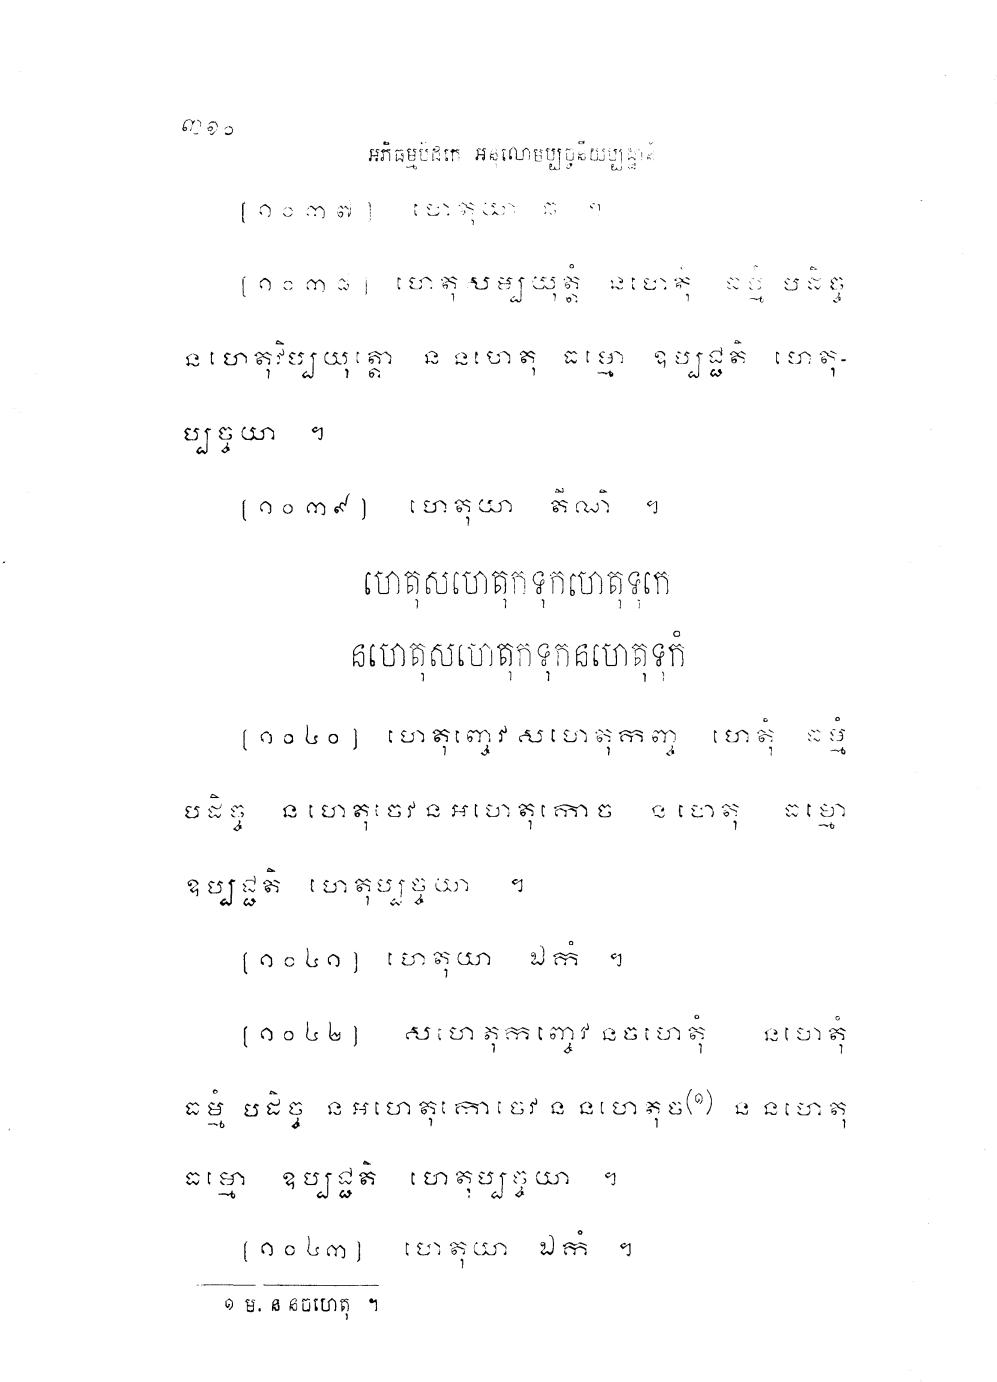 ៣១០
អភិធម្មបិដកេ អនុលោមប្បច្ចនីយប្បដ្ឋានំ
[១០៣៧] ហេតុយា ៣ ។
[១០៣៨] ហេតុសម្បយុត្តំ នហេតុំ ធម្មំ បដិច្ច
នហេតុវិប្បយុត្តោ ន នហេតុ ធម្មោ ឧប្បជ្ជតិ ហេតុ-
ប្បច្ចយា ។
[១០៣៩] ហេតុយា តីណិ ។
ហេតុសហេតុកទុកហេតុទុកេ
នហេតុសហេតុកទុកនហេតុទុកំ
[១០៤០] ហេតុញ្ចេវសហេតុកញ្ច ហេតុំ ធម្មំ
បដិច្ច នហេតុចេវនអហេតុកោច នហេតុ ធម្មោ
ឧប្បជ្ជតិ ហេតុប្បច្ចយា ។
[១០៤១] ហេតុយា ឯកំ ។
[១០៤២] សហេតុកញ្ចេវនចហេតុំ នហេតុំ
ធម្មំ បដិច្ច នអហេតុកោចេវន នហេតុច(១) ន នហេតុ
ធម្មោ ឧប្បជ្ជតិ ហេតុប្បច្ចយា ។
[១០៤៣] ហេតុយា ឯកំ ។
១ ម. ន នចហេតុ ។